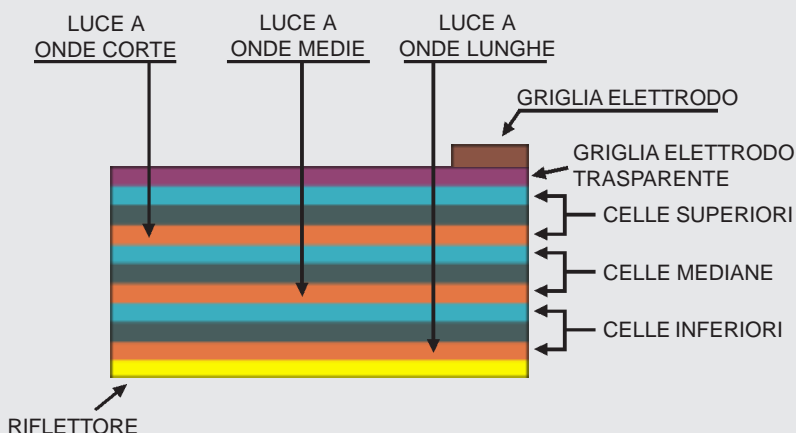 LUCE A
ONDE CORTE
LUCE A
ONDE MEDIE
LUCE A
ONDE LUNGHE
GRIGLIA ELETTRODO
GRIGLIA ELETTRODO
TRASPARENTE
CELLE SUPERIORI
CELLE MEDIANE
CELLE INFERIORI
RIFLETTORE